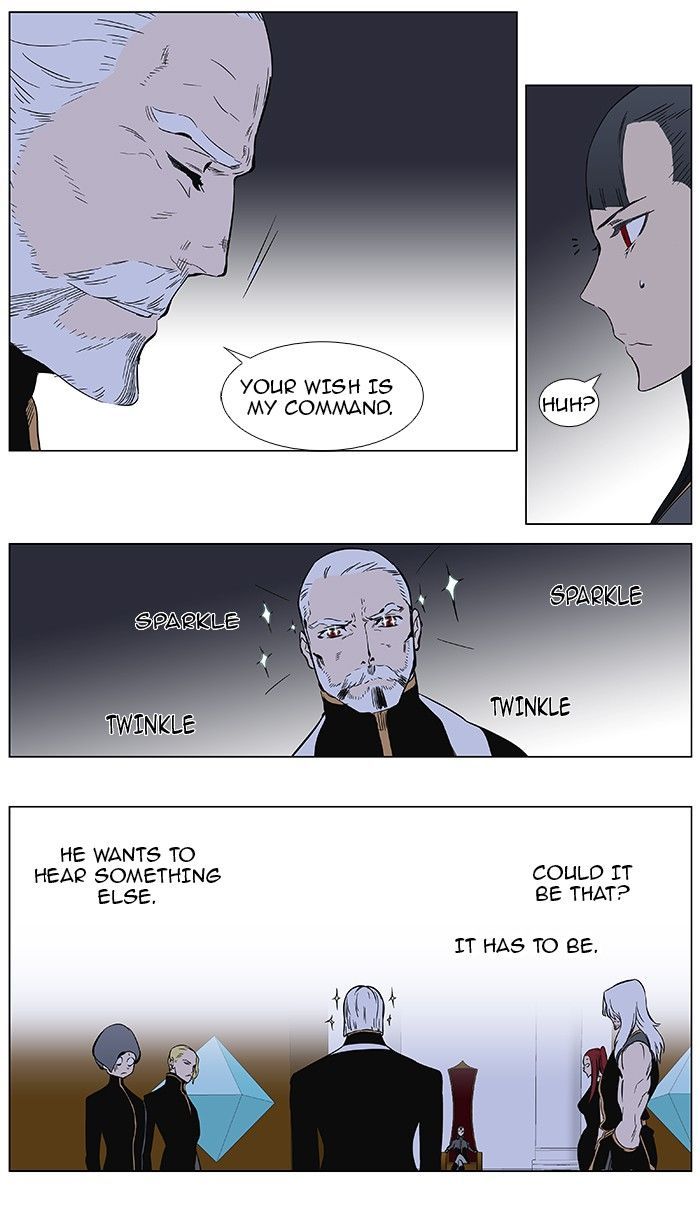 YOUR WISH IS
MY COMMAND.
HUH?
SPARKLE
SPARKLE
TWINKLE
TWINKLE
HE WANTS TO
HEAR SOMETHING
ELSE.
COULD IT
BE THAT?
IT HAS TO BE.